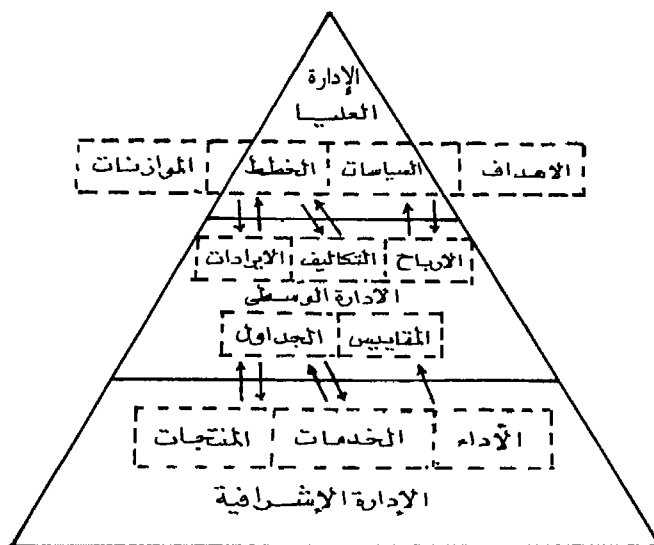 الإدارة
العليا
الاهداف السياسات الخطط الموازنات
الارباح التكاليف الايرادات
الادارة الوسطى
المقاييس الجداول
الأداء الخدمات المنتجات
الإدارة الإشرافية